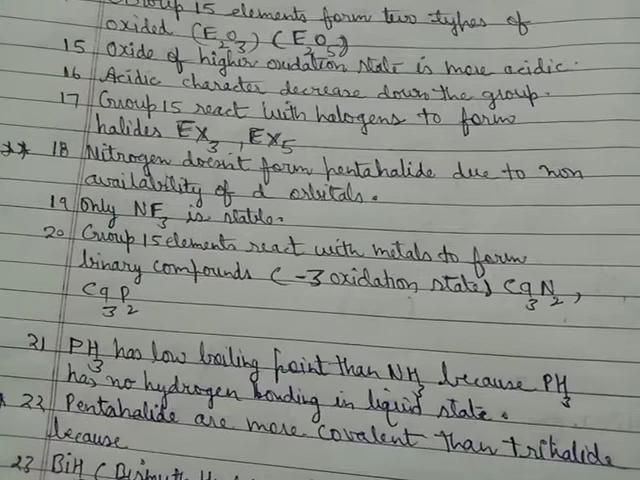 Group 15 elements form two types of
oxided (E2O3) (E2O5)
15 Oxide of higher oxidation state is more acidic.
16 Acidic character decrease down the group.
17 Group 15 react with halogens to form
halides EX3, EX5
** 18 Nitrogen doesn't form pentahalide due to non
availability of d orbitals.
19 only NF3 is stable.
20 Group 15 elements react with metals to form
binary compounds (-3 oxidation state) Ca3N2,
Ca3P2
21 PH3 has low boiling point than NH3 because PH3
has no hydrogen bonding in liquid state.
22 Pentahalide are more covalent than trihalide
because
23 BiH (Bismuth